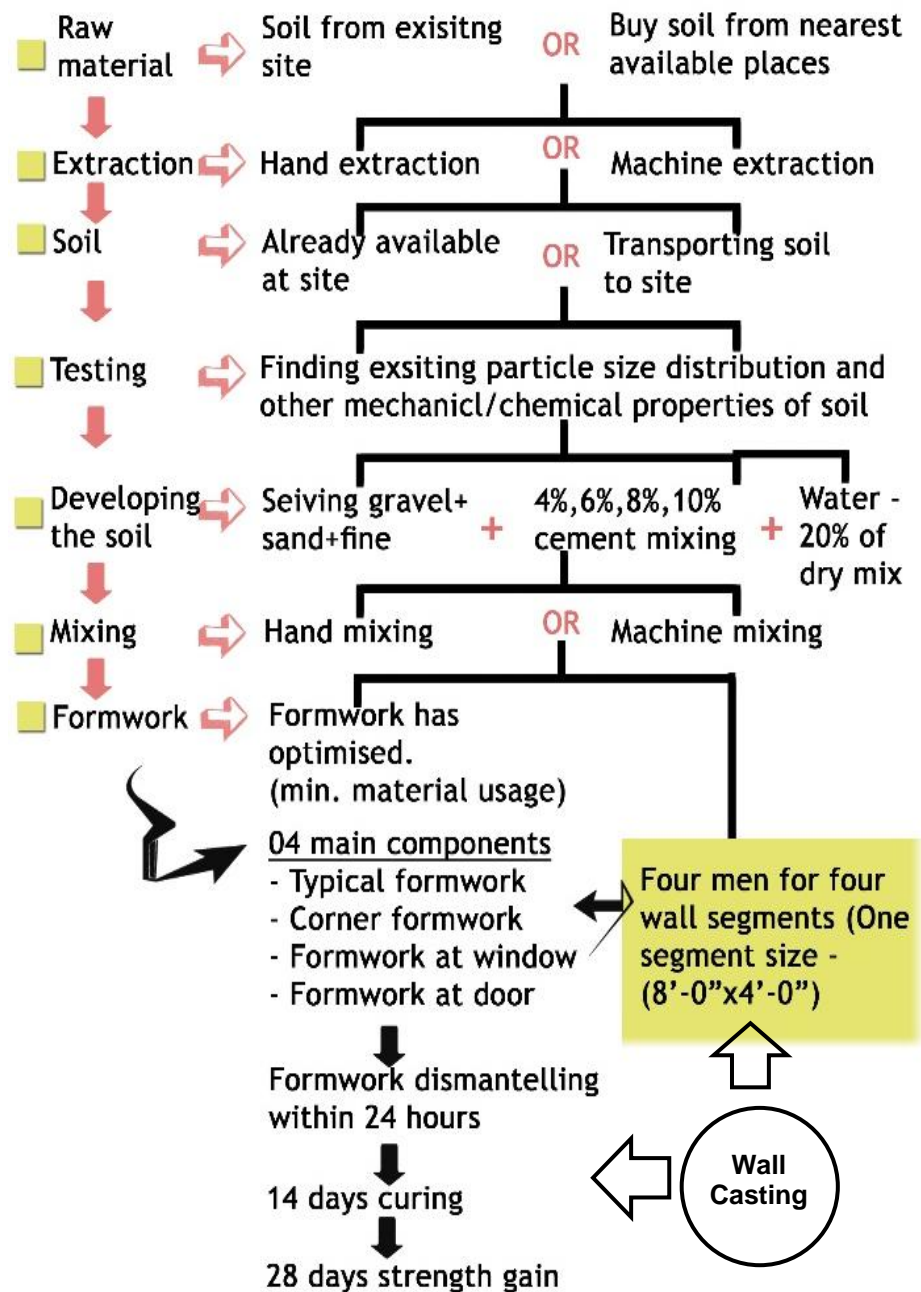 Raw
material
Soil from exisitng
site
OR
Buy soil from nearest
available places
Extraction
Hand extraction
OR
Machine extraction
Soil
Already available
at site
OR
Transporting soil
to site
Testing
Finding exsiting particle size distribution and
other mechanicl/chemical properties of soil
Developing
the soil
Seiving gravel+
sand+fine
+
4%,6%,8%,10%
cement mixing
+
Water -
20% of
dry mix
Mixing
Hand mixing
OR
Machine mixing
Formwork
Formwork has
optimised.
(min. material usage)
04 main components
- Typical formwork
- Corner formwork
- Formwork at window
- Formwork at door
Four men for four
wall segments (One
segment size -
(8’-0”x4’-0”)
Formwork dismantelling
within 24 hours
14 days curing
28 days strength gain
Wall
Casting